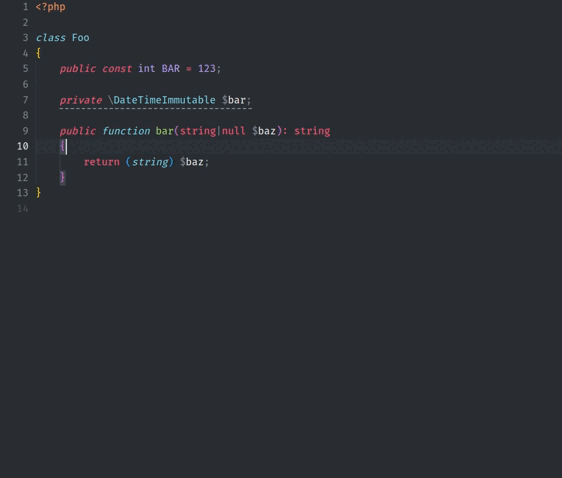 1 <?php
2
3 class Foo
4 {
5 public const int BAR = 123;
6
7 private \DateTimeImmutable $bar;
8
9 public function bar(string|null $baz): string
10 {
11 return (string) $baz;
12 }
13 }
14